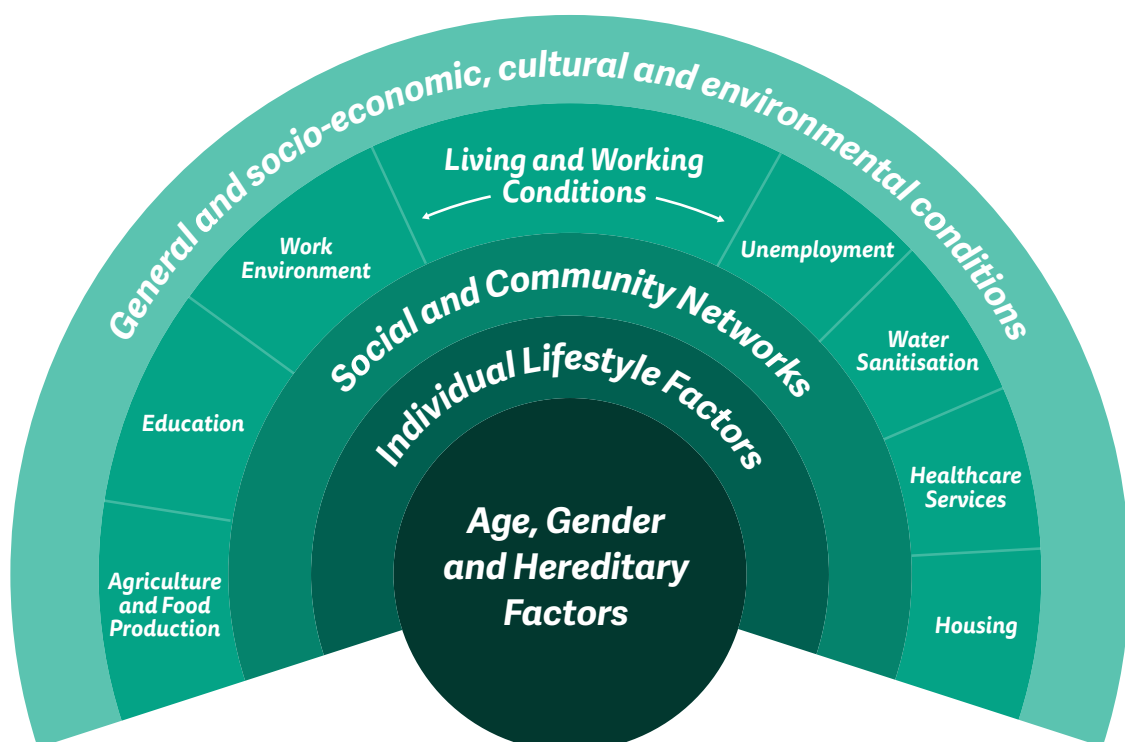 General and socio-economic, cultural and environmental conditions
Living and Working
Conditions
Work
Environment
Unemployment
Education
Water
Sanitisation
Agriculture
and Food
Production
Healthcare
Services
Housing
Social and Community Networks
Individual Lifestyle Factors
Age, Gender
and Hereditary
Factors